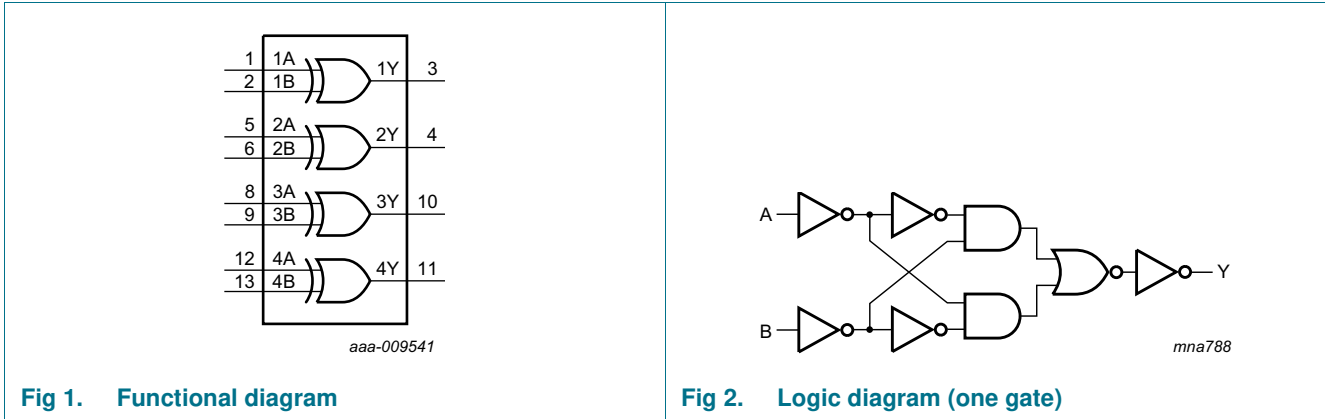 1 1A 1Y 3
2 1B
5 2A 2Y 4
6 2B
8 3A 3Y 10
9 3B
12 4A 4Y 11
13 4B
aaa-009541
Fig 1. Functional diagram
A
Y
B
mna788
Fig 2. Logic diagram (one gate)